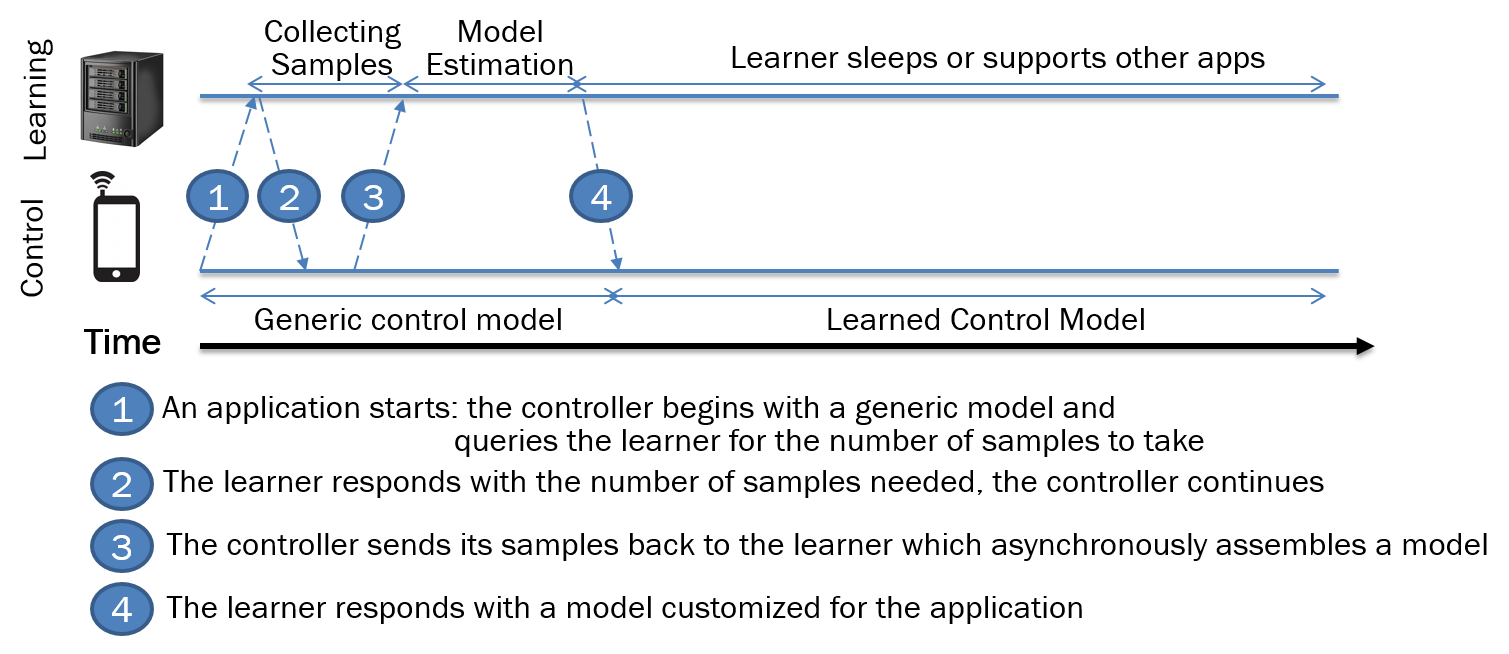 Learning
Collecting
Samples
Model
Estimation
Learner sleeps or supports other apps
1
2
3
4
Control
Generic control model
Learned Control Model
Time
1 An application starts: the controller begins with a generic model and
queries the learner for the number of samples to take
2 The learner responds with the number of samples needed, the controller continues
3 The controller sends its samples back to the learner which asynchronously assembles a model
4 The learner responds with a model customized for the application